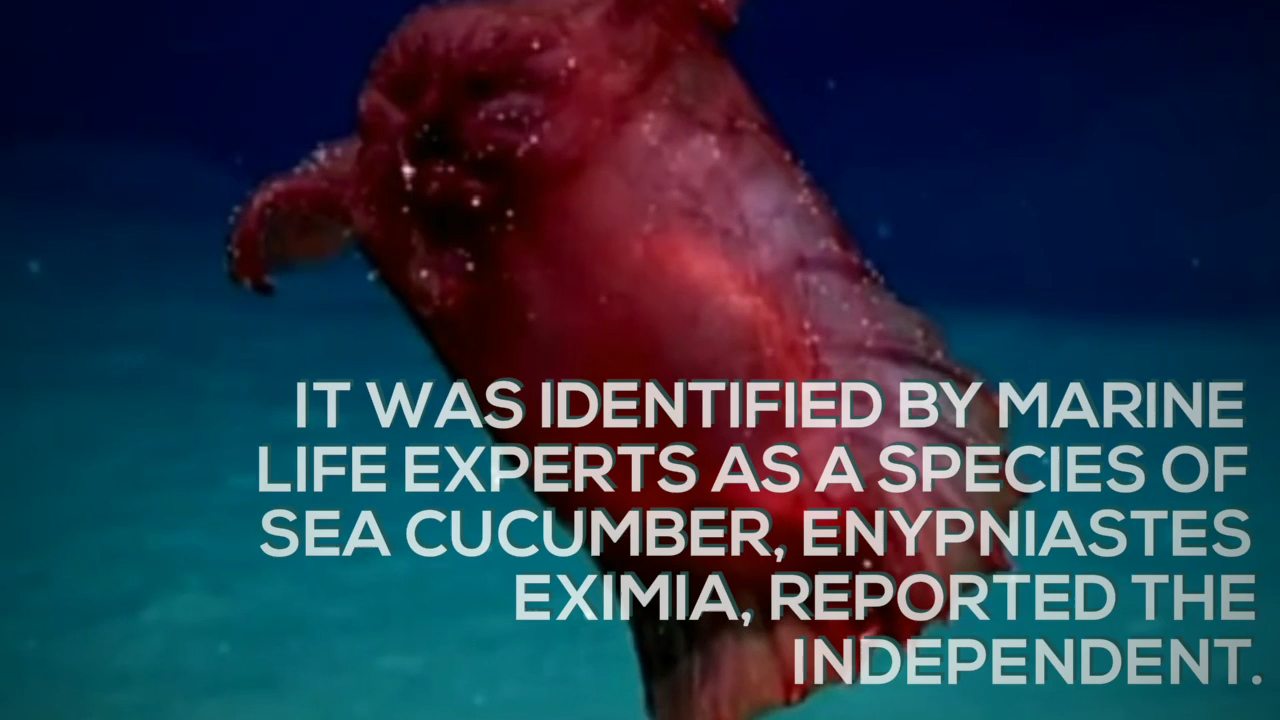 IT WAS IDENTIFIED BY MARINE
LIFE EXPERTS AS A SPECIES OF
SEA CUCUMBER, ENYPNIASTES
EXIMIA, REPORTED THE
INDEPENDENT.